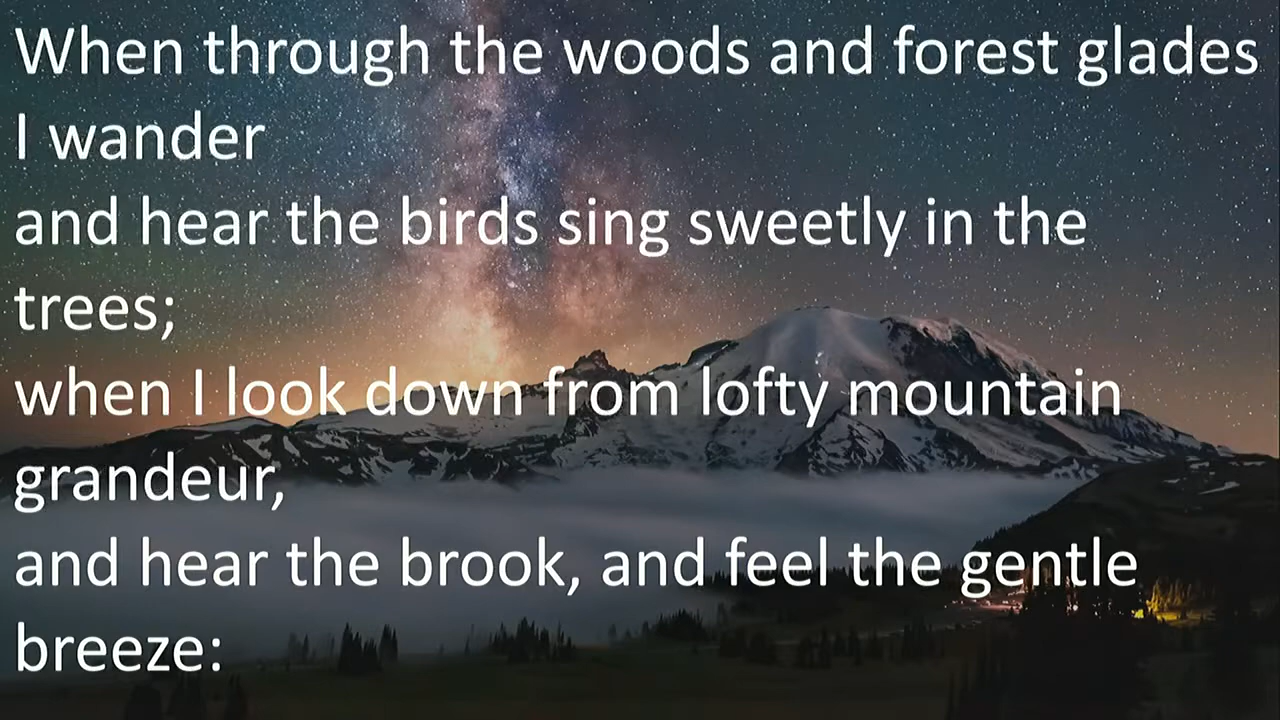 When through the woods and forest glades
I wander
and hear the birds sing sweetly in the
trees;
when I look down from lofty mountain
grandeur,
and hear the brook, and feel the gentle
breeze: